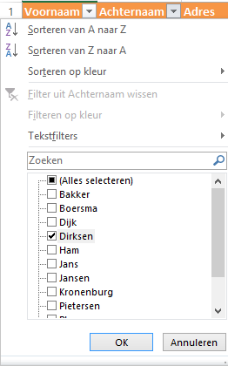 1 Voornaam Achternaam Adres
Sorteren van A naar Z
Sorteren van Z naar A
Sorteren op kleur
Filter uit Achternaam wissen
Filteren op kleur
Tekstfilters
Zoeken
(Alles selecteren)
Bakker
Boersma
Dijk
Dirksen
Ham
Jans
Jansen
Kronenburg
Pietersen
OK Annuleren